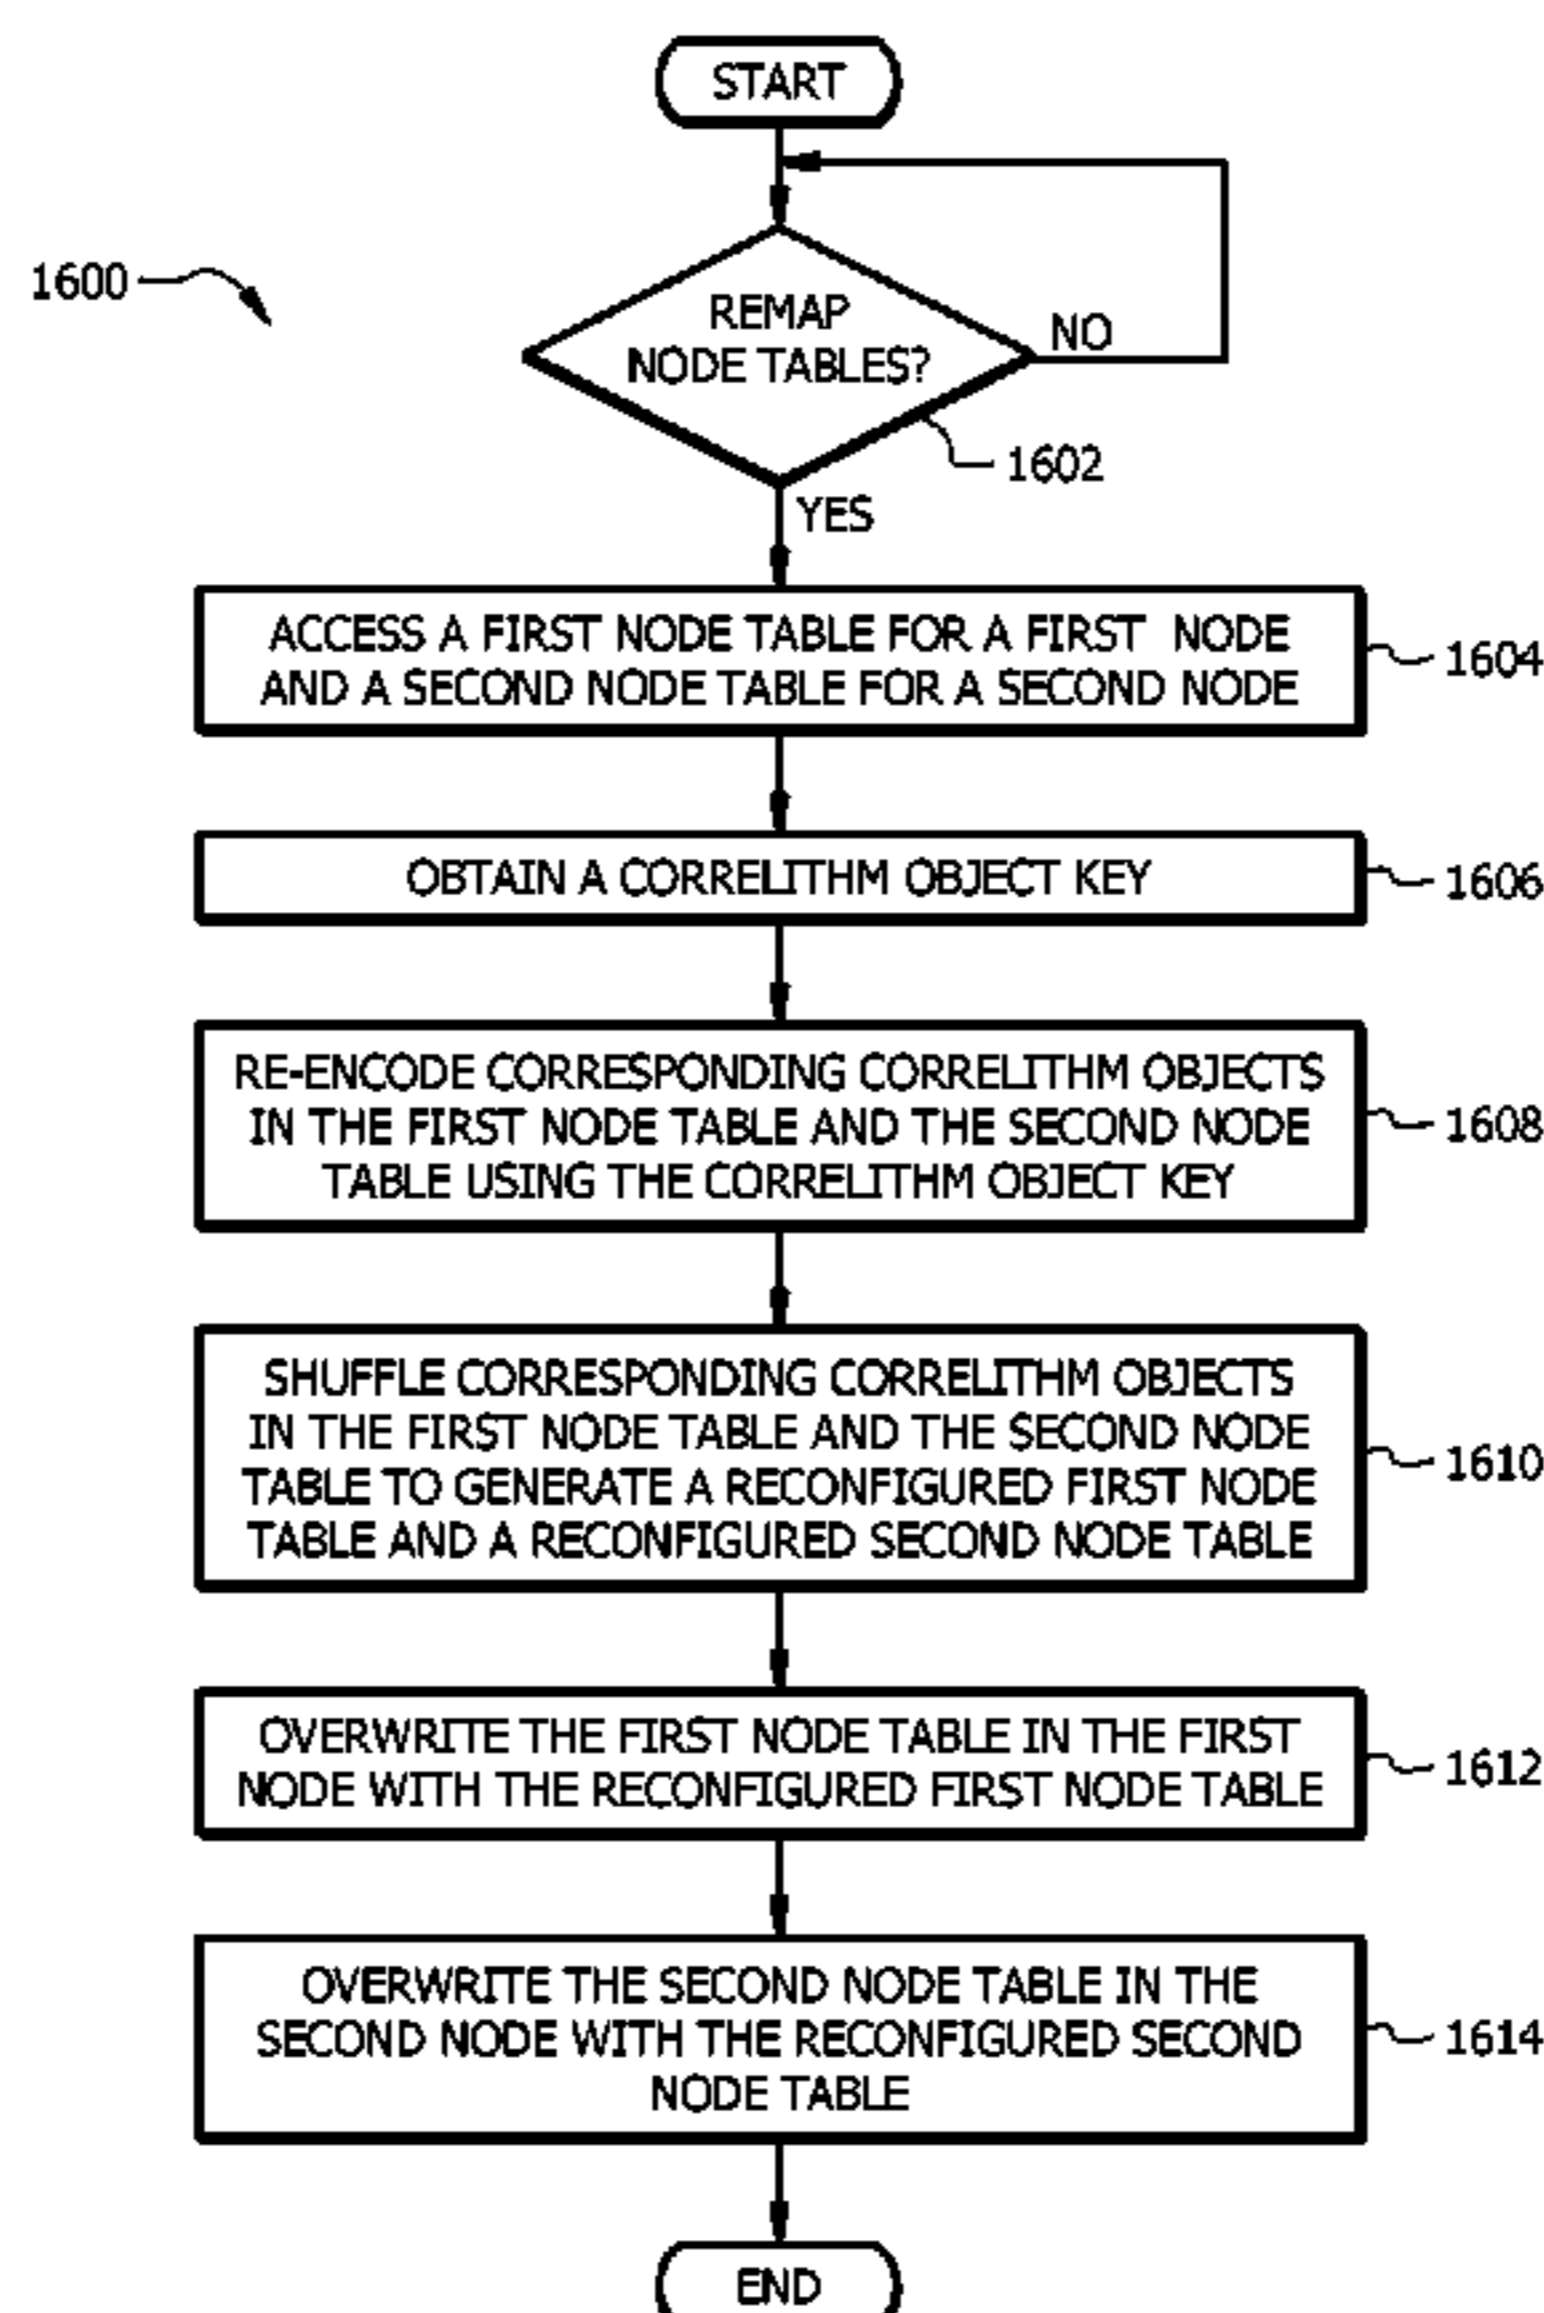 START
1600
REMAP
NODE TABLES?
NO
1602
YES
ACCESS A FIRST NODE TABLE FOR A FIRST NODE
AND A SECOND NODE TABLE FOR A SECOND NODE
1604
OBTAIN A CORRELITHM OBJECT KEY
1606
RE-ENCODE CORRESPONDING CORRELITHM OBJECTS
IN THE FIRST NODE TABLE AND THE SECOND NODE
TABLE USING THE CORRELITHM OBJECT KEY
1608
SHUFFLE CORRESPONDING CORRELITHM OBJECTS
IN THE FIRST NODE TABLE AND THE SECOND NODE
TABLE TO GENERATE A RECONFIGURED FIRST NODE
TABLE AND A RECONFIGURED SECOND NODE TABLE
1610
OVERWRITE THE FIRST NODE TABLE IN THE FIRST
NODE WITH THE RECONFIGURED FIRST NODE TABLE
1612
OVERWRITE THE SECOND NODE TABLE IN THE
SECOND NODE WITH THE RECONFIGURED SECOND
NODE TABLE
1614
END